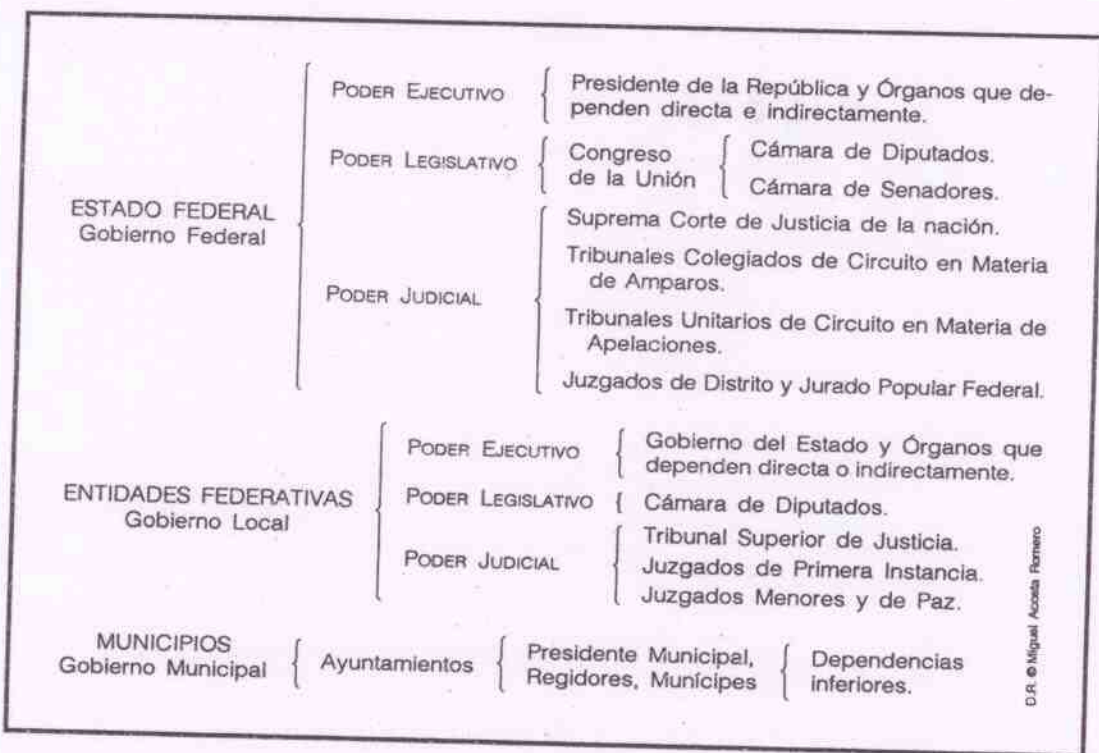 PODER EJECUTIVO
Presidente de la República y Órganos que de-
penden directa e indirectamente.
PODER LEGISLATIVO
Congreso
de la Unión
Cámara de Diputados.
Cámara de Senadores.
ESTADO FEDERAL
Gobierno Federal
PODER JUDICIAL
Suprema Corte de Justicia de la nación.
Tribunales Colegiados de Circuito en Materia
de Amparos.
Tribunales Unitarios de Circuito en Materia de
Apelaciones.
Juzgados de Distrito y Jurado Popular Federal.
ENTIDADES FEDERATIVAS
Gobierno Local
PODER EJECUTIVO
Gobierno del Estado y Órganos que
dependen directa o indirectamente.
PODER LEGISLATIVO
Cámara de Diputados.
PODER JUDICIAL
Tribunal Superior de Justicia.
Juzgados de Primera Instancia.
Juzgados Menores y de Paz.
MUNICIPIOS
Gobierno Municipal
Ayuntamientos
Presidente Municipal,
Regidores, Munícipes
Dependencias
inferiores.
D.R. © Miguel Acosta Romero